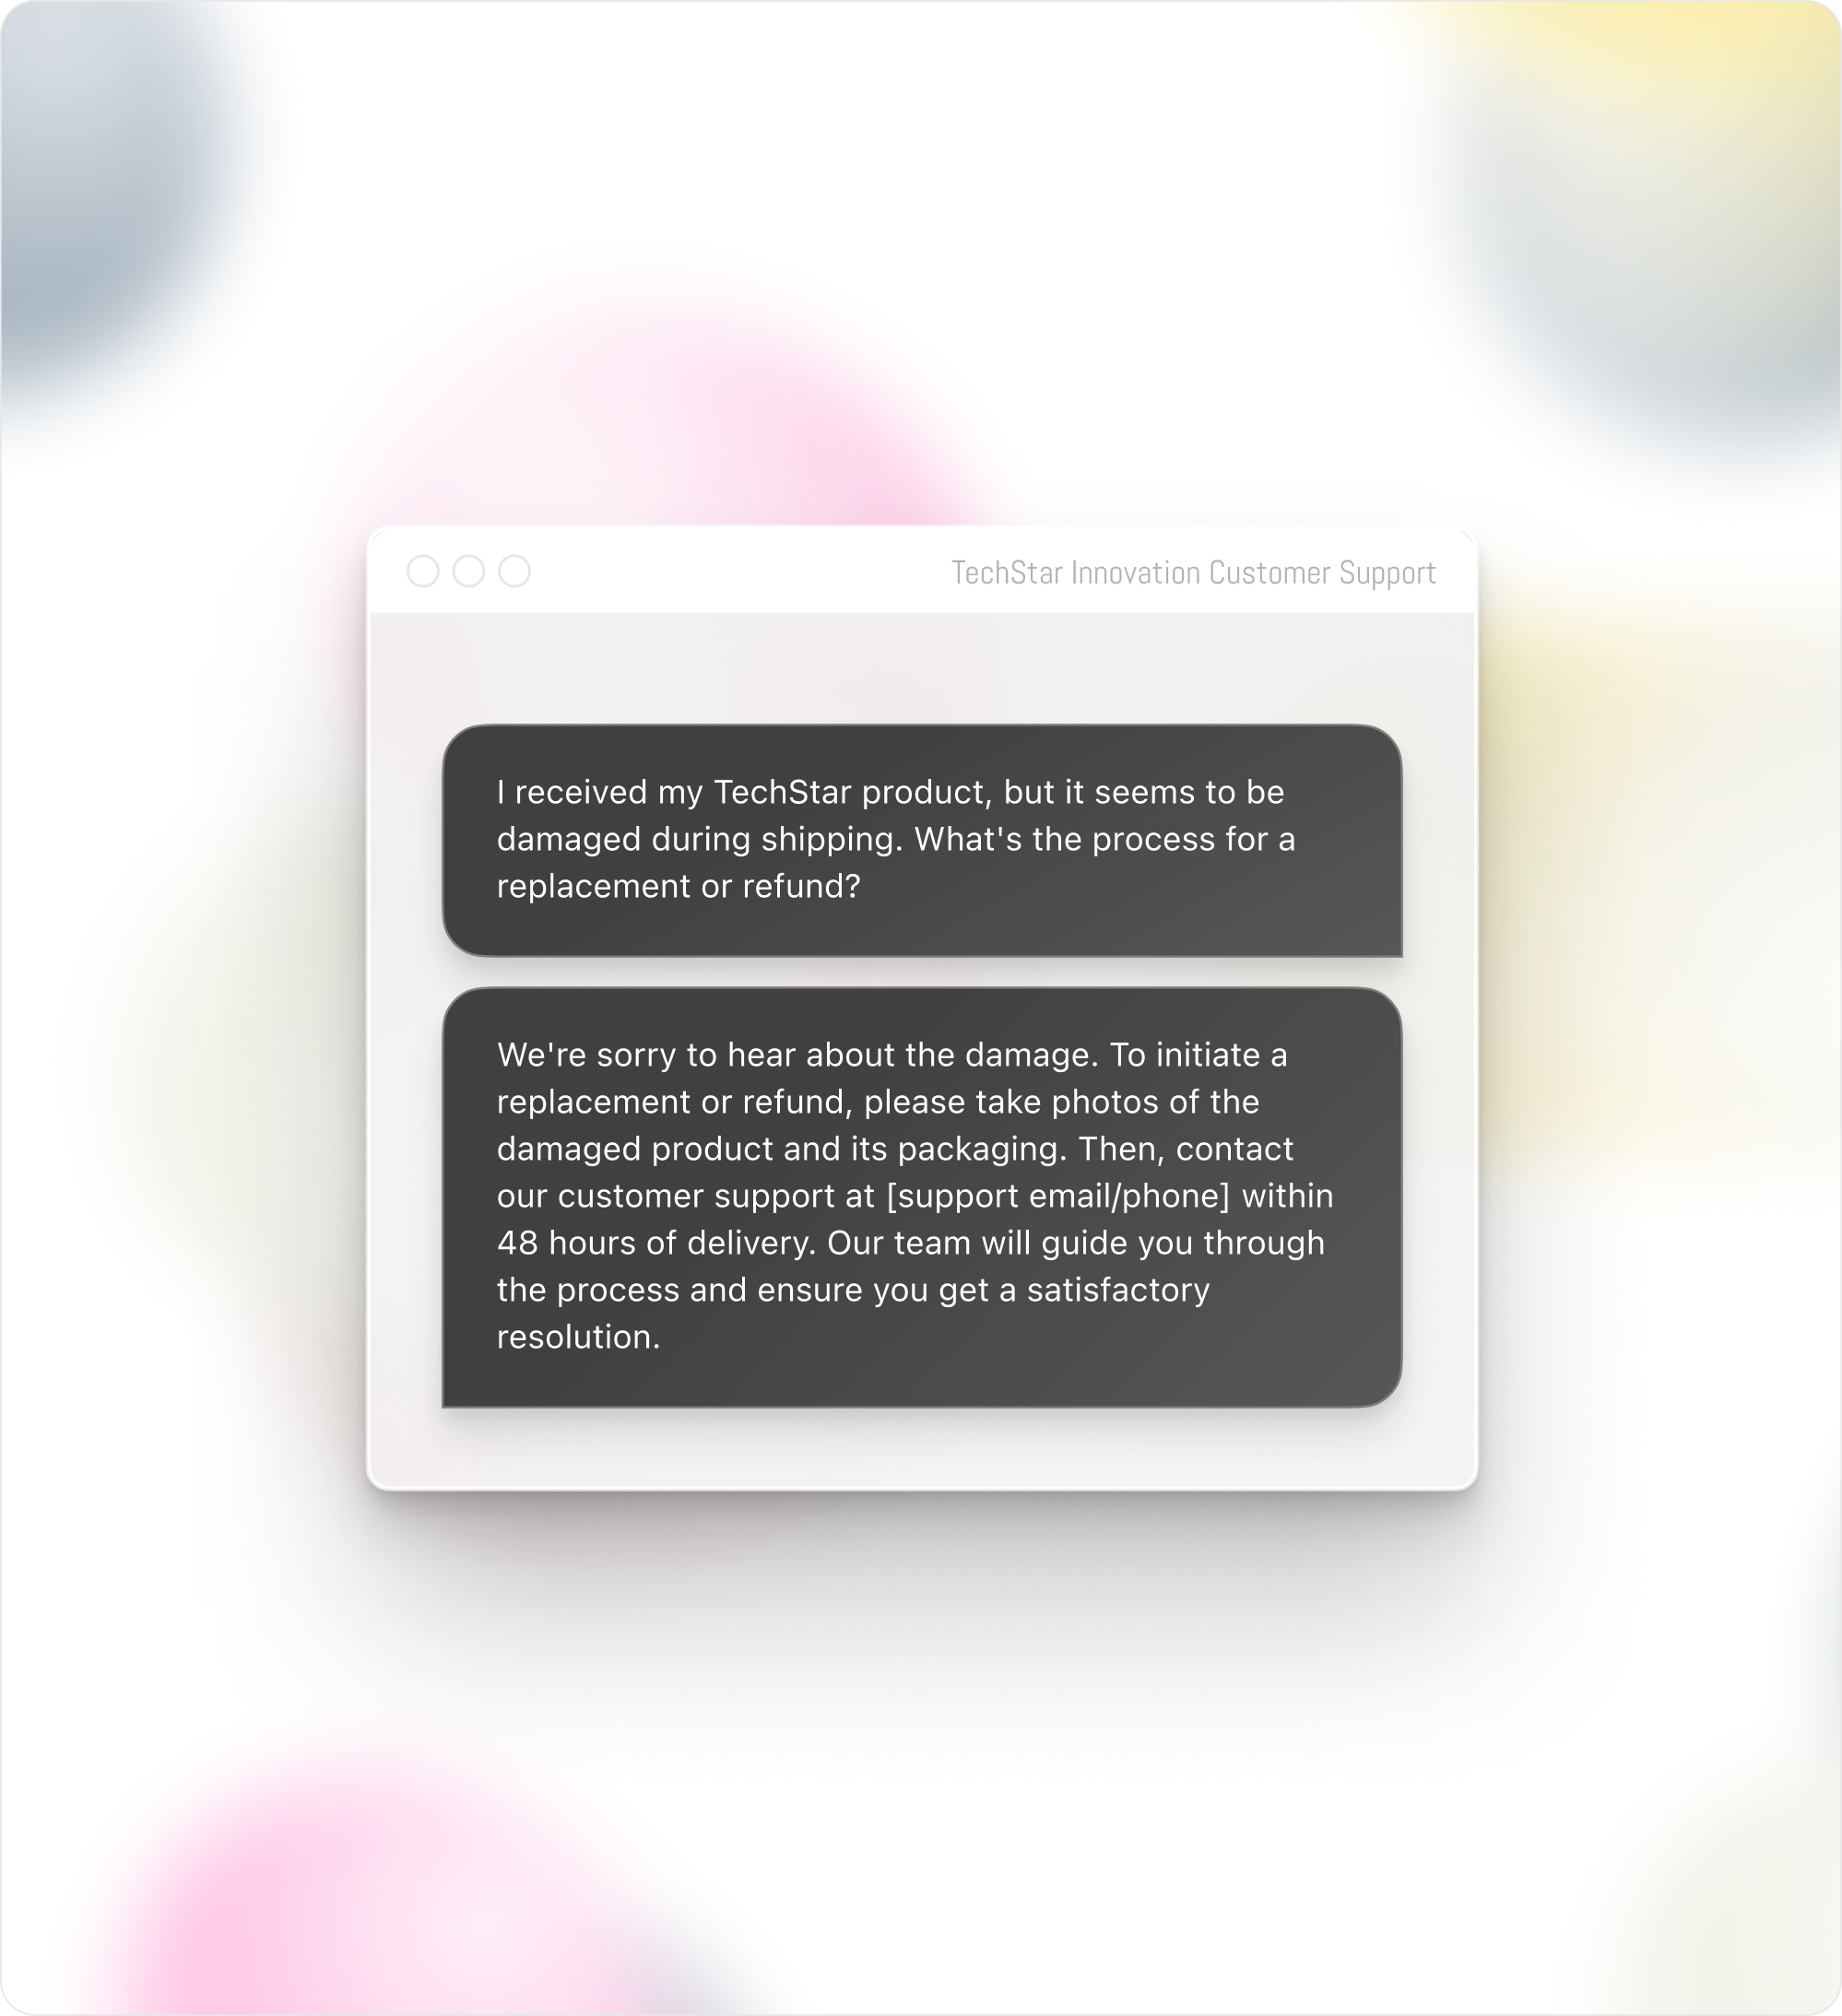 TechStar Innovation Customer Support
I received my TechStar product, but it seems to be
damaged during shipping. What's the process for a
replacement or refund?
We're sorry to hear about the damage. To initiate a
replacement or refund, please take photos of the
damaged product and its packaging. Then, contact
our customer support at [support email/phone] within
48 hours of delivery. Our team will guide you through
the process and ensure you get a satisfactory
resolution.